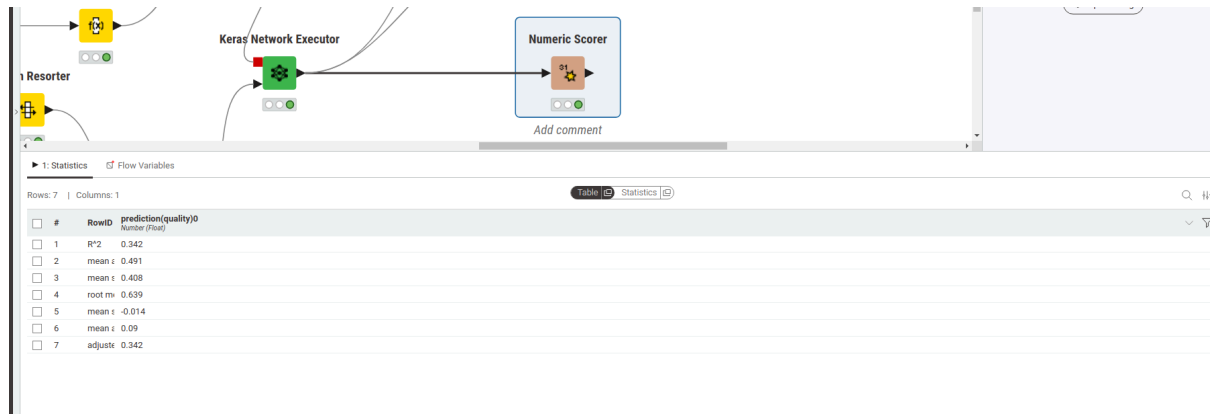 f(x)
Keras Network Executor
Numeric Scorer
Resorter
Add comment
1: Statistics
Flow Variables
Rows: 7 | Columns: 1
Table
Statistics
# RowID prediction(quality)0
Number (Float)
1 R^2 0.342
2 mean 0.491
3 mean 0.408
4 root 0.639
5 mean -0.014
6 mean 0.09
7 adjuste 0.342